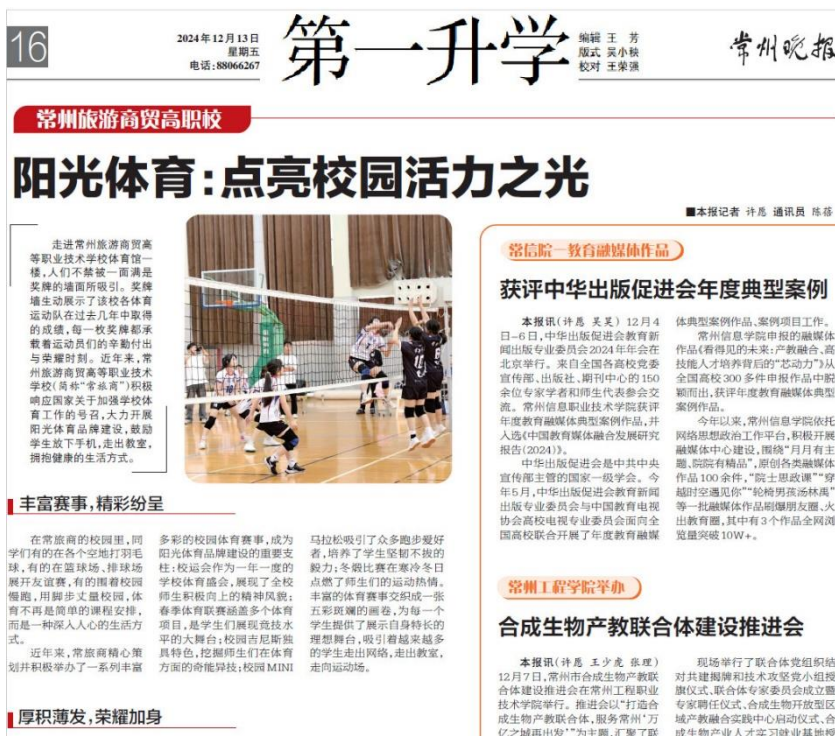 16
2024年12月13日
星期五
电话:88066267
第一升学
编辑 王 芳
版式 吴小秧
校对 王荣强
常州晚报
常州旅游商贸高职校
阳光体育:点亮校园活力之光
■本报记者 许愿 通讯员 陈蓓
走进常州旅游商贸高
等职业技术学校体育馆一
楼,人们不禁被一面满是
奖牌的墙面所吸引。奖牌
墙生动展示了该校各体育
运动队在过去几年中取得
的成绩,每一枚奖牌都承
载着运动员们的辛勤付出
与荣耀时刻。近年来,常
州旅游商贸高等职业技术
学校(简称“常旅商”)积极
响应国家关于加强学校体
育工作的号召,大力开展
阳光体育品牌建设,鼓励
学生放下手机,走出教室,
拥抱健康的生活方式。
丰富赛事,精彩纷呈
在常旅商的校园里,同
学们有的在各个空地打羽毛
球,有的在篮球场、排球场
展开友谊赛,有的围着校园
慢跑,用脚步丈量校园,体
育不再是简单的课程安排,
而是一种深入人心的生活方
式。
近年来,常旅商精心策
划并积极举办了一系列丰富
多彩的校园体育赛事,成为
阳光体育品牌建设的重要支
柱:校运会作为一年一度的
学校体育盛会,展现了全校
师生积极向上的精神风貌;
春季体育联赛涵盖多个体育
项目,是学生们展现竞技水
平的大舞台;校园吉尼斯独
具特色,挖掘师生们在体育
方面的奇能异技;校园MINI
马拉松吸引了众多跑步爱好
者,培养了学生坚韧不拔的
毅力;冬锻比赛在寒冷冬日
点燃了师生们的运动热情。
丰富的体育赛事交织成一张
五彩斑斓的画卷,为每一个
学生提供了展示自身特长的
理想舞台,吸引着越来越多
的学生走出网络,走出教室,
走向运动场。
厚积薄发,荣耀加身
常信院一教育融媒体作品
获评中华出版促进会年度典型案例
本报讯(许愿 吴昊) 12月4
日-6日,中华出版促进会教育新
闻出版专业委员会2024年年会在
北京举行。来自全国各高校党委
宣传部、出版社、期刊中心的150
余位专家学者和师生代表参会交
流。常州信息职业技术学院获评
年度教育融媒体典型案例作品,并
入选《中国教育媒体融合发展研究
报告(2024)》。
中华出版促进会是中共中央
宣传部主管的国家一级学会。今
年5月,中华出版促进会教育新闻
出版专业委员会与中国教育电视
协会高校电视专业委员会面向全
国高校联合开展了年度教育融媒
体典型案例作品、案例项目工作。
常州信息学院申报的融媒体
作品《看得见的未来:产教融合、高
技能人才培养背后的“芯动力”》从
全国高校300多件申报作品中脱
颖而出,获评年度教育融媒体典型
案例作品。
今年以来,常州信息学院依托
网络思想政治工作平台,积极开展
融媒体中心建设,围绕“月月有主
题、院院有精品”,原创各类融媒体
作品100余件,“院士思政课”“穿
越时空遇见你”“轮椅男孩汤林禹”
等一批融媒体作品刷爆朋友圈、火
出教育圈,其中有3个作品全网浏
览量突破10W+。
常州工程学院举办
合成生物产教联合体建设推进会
本报讯(许愿 王少虎 张理)
12月7日,常州市合成生物产教联
合体建设推进会在常州工程职业
技术学院举行。推进会以“打造合
成生物产教联合体,服务常州‘万
亿之城再出发’”为主题,汇聚了联
现场举行了联合体党组织结
对共建揭牌和技术攻坚党小组授
旗仪式、联合体专家委员会成立暨
专家聘任仪式、合成生物开放型区
域产教融合实践中心启动仪式、合
成生物产业人才实习就业基地授